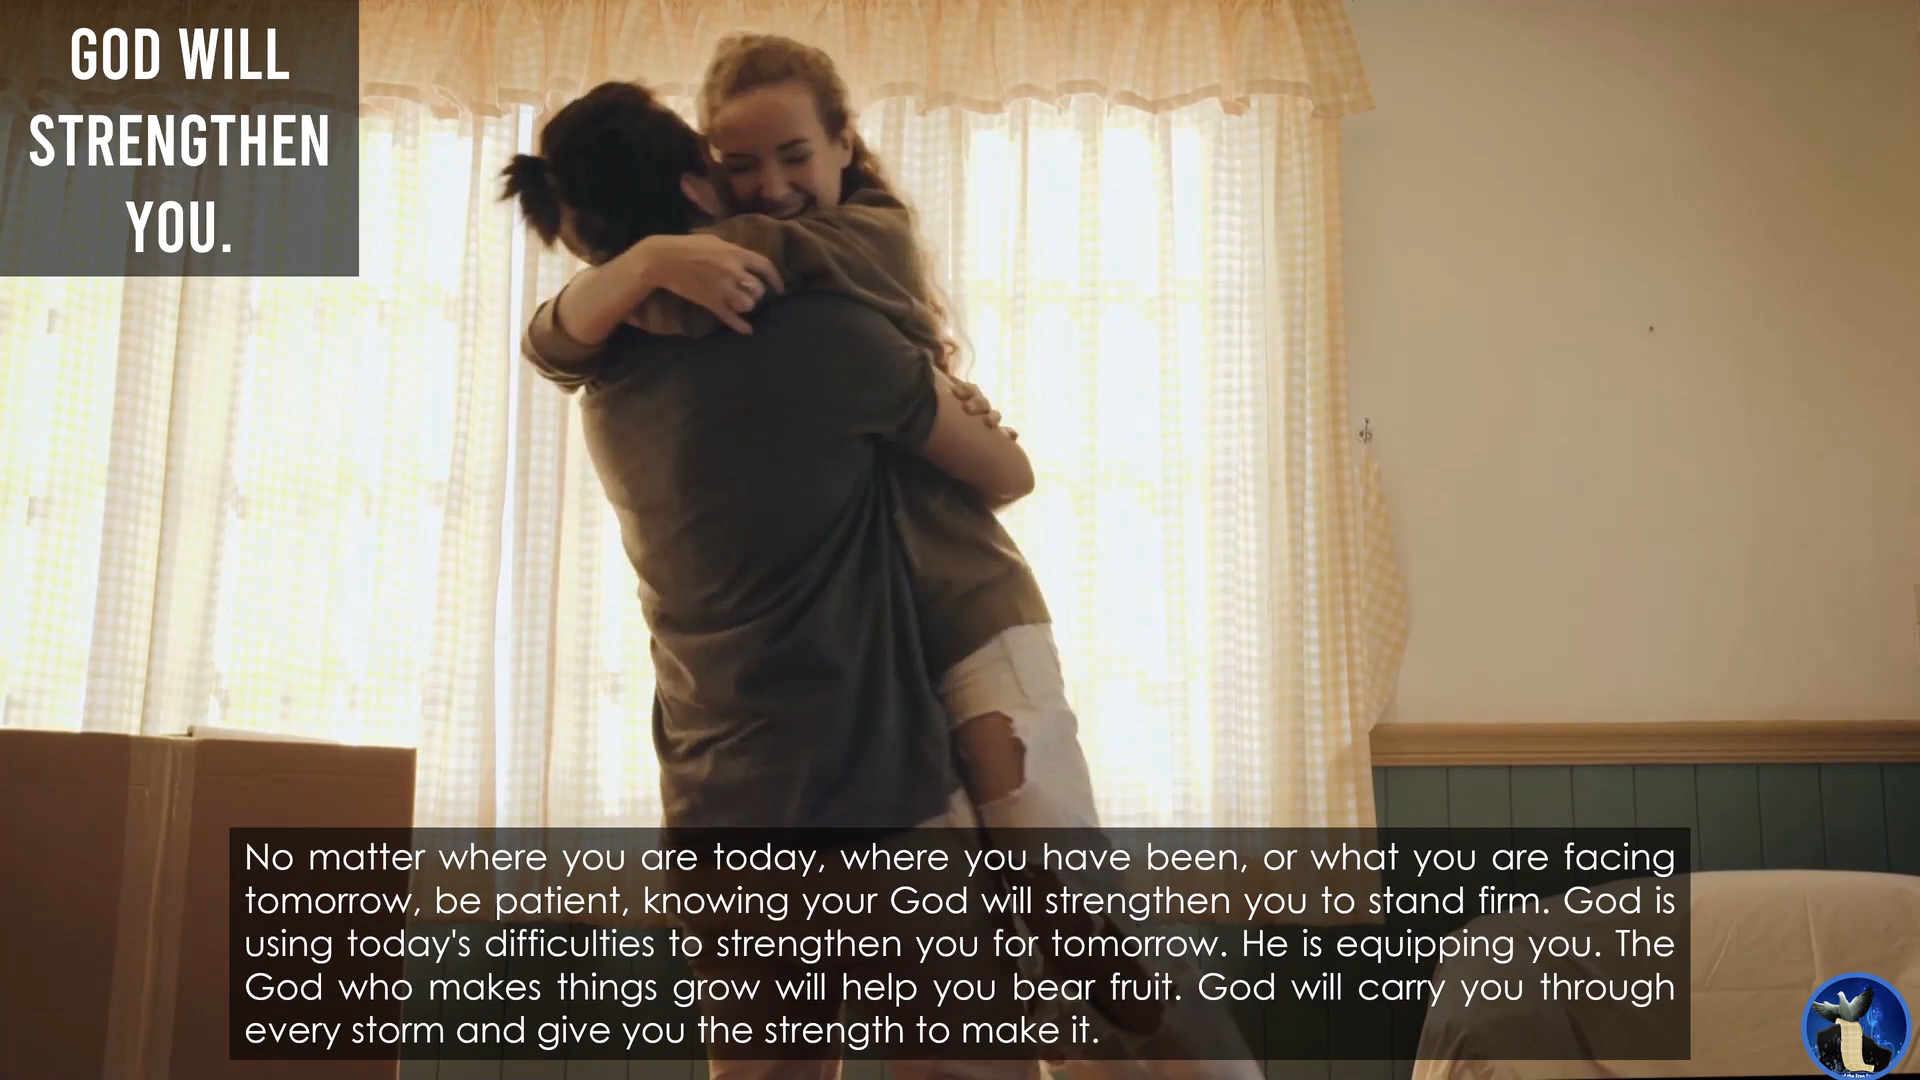 GOD WILL
STRENGTHEN
YOU.
No matter where you are today, where you have been, or what you are facing
tomorrow, be patient, knowing your God will strengthen you to stand firm. God is
using today's difficulties to strengthen you for tomorrow. He is equipping you. The
God who makes things grow will help you bear fruit. God will carry you through
every storm and give you the strength to make it.